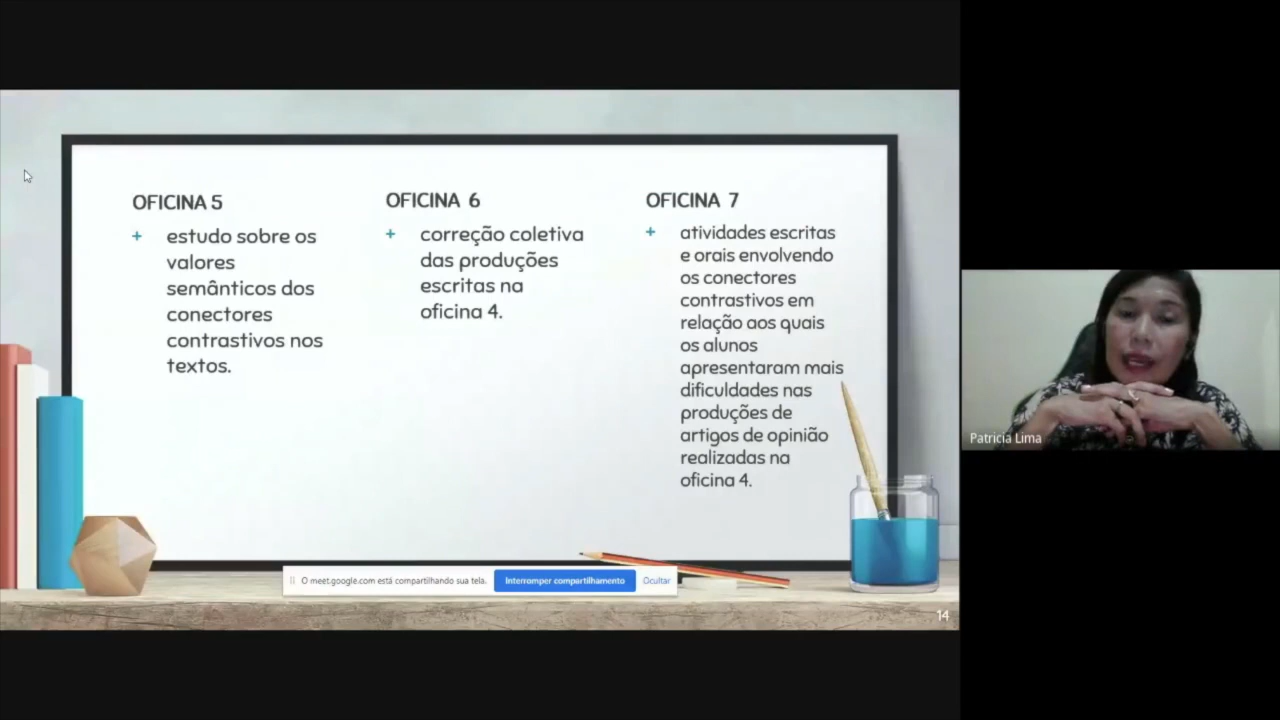 OFICINA 5
+ estudo sobre os
valores
semânticos dos
conectores
contrastivos nos
textos.
OFICINA 6
+ correção coletiva
das produções
escritas na
oficina 4.
OFICINA 7
+ atividades escritas
e orais envolvendo
os conectores
contrastivos em
relação aos quais
os alunos
apresentaram mais
dificuldades nas
produções de
artigos de opinião
realizadas na
oficina 4.
Patricia Lima
O meet.google.com está compartilhando sua tela. Interromper compartilhamento Ocultar
14